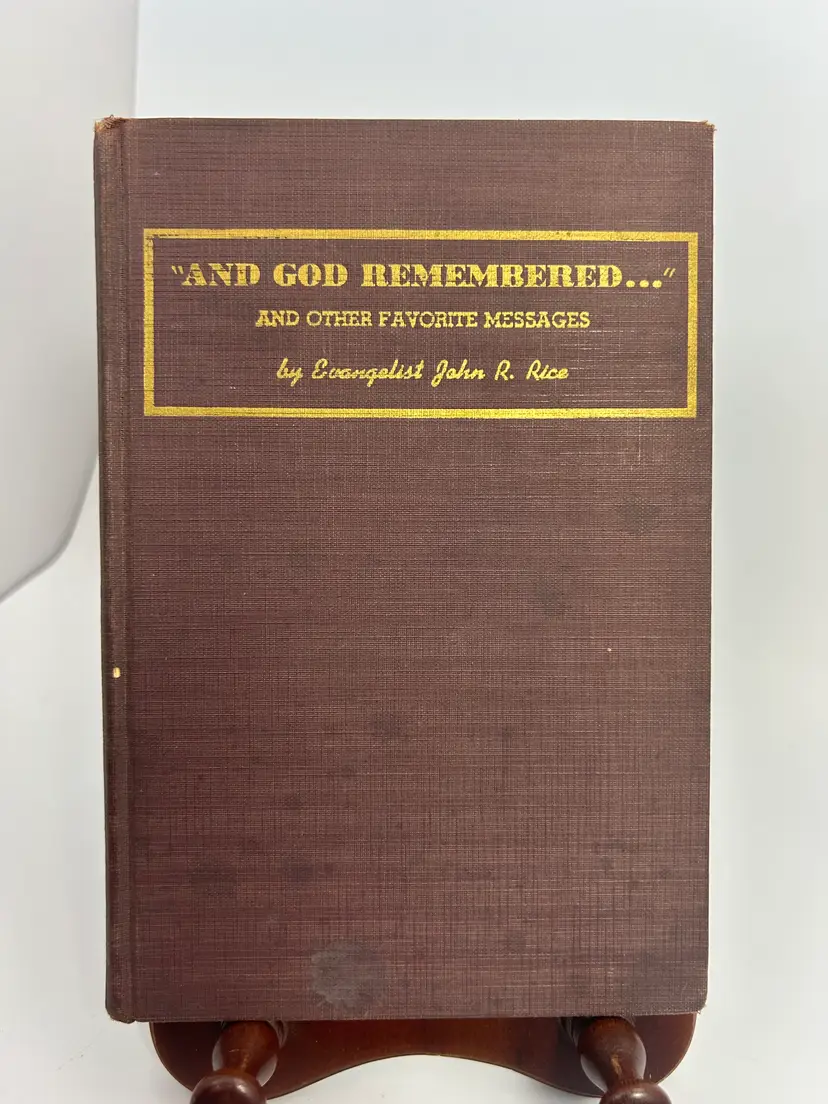 "AND GOD REMEMBERED..."
AND OTHER FAVORITE MESSAGES
by Evangelist John R. Rice